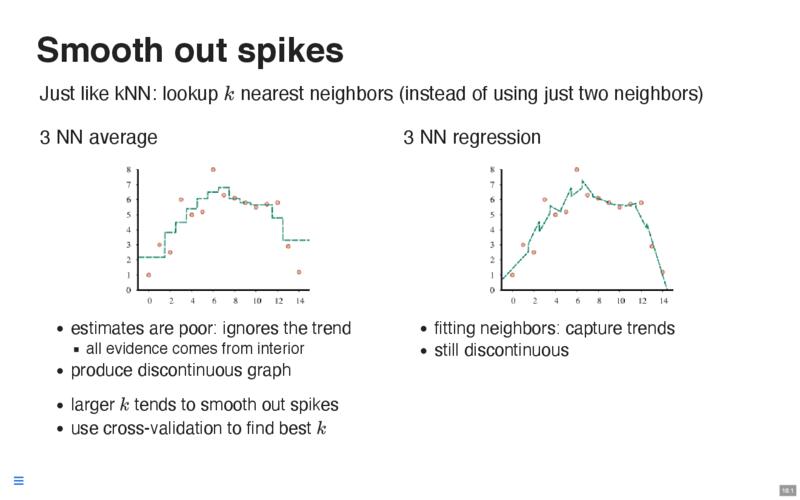 Smooth out spikes
Just like kNN: lookup k nearest neighbors (instead of using just two neighbors)
3 NN average
8
7
6
5
4
3
2
1
0
0 2 4 6 8 10 12 14
• estimates are poor: ignores the trend
▪ all evidence comes from interior
• produce discontinuous graph
• larger k tends to smooth out spikes
• use cross-validation to find best k
3 NN regression
8
7
6
5
4
3
2
1
0
0 2 4 6 8 10 12 14
• fitting neighbors: capture trends
• still discontinuous